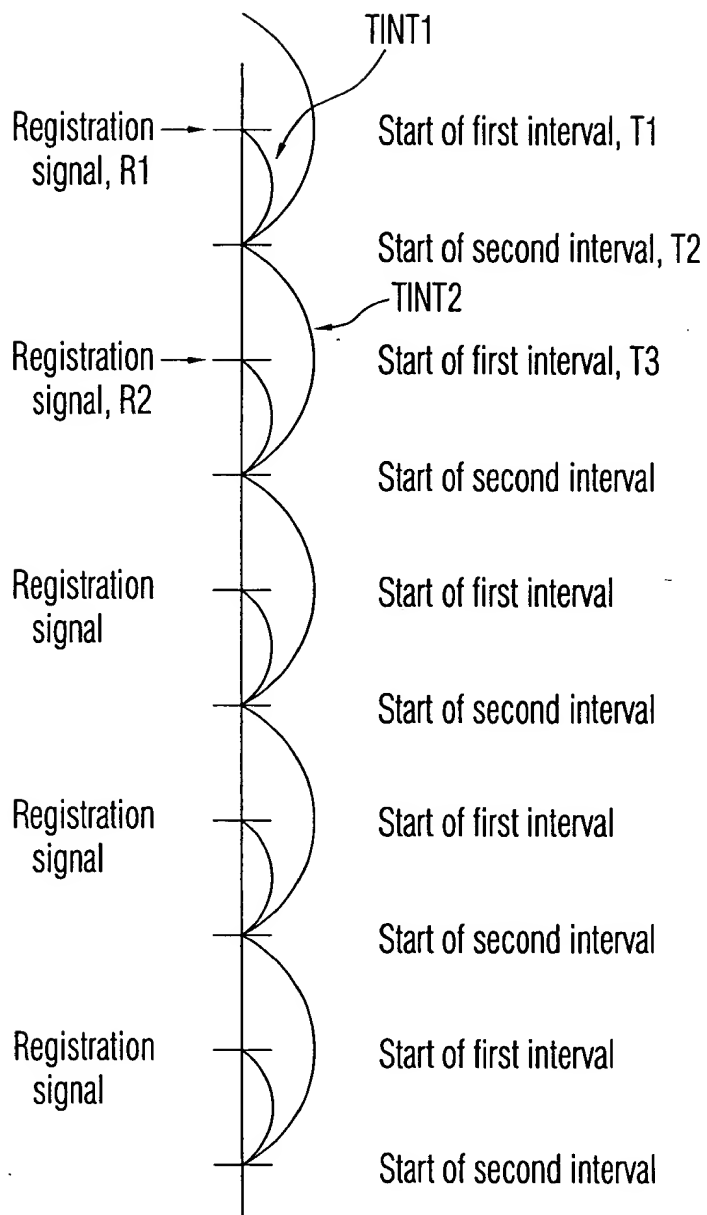 TINT1
Registration
signal, R1
Start of first interval, T1
Start of second interval, T2
TINT2
Registration
signal, R2
Start of first interval, T3
Start of second interval
Registration
signal
Start of first interval
Start of second interval
Registration
signal
Start of first interval
Start of second interval
Registration
signal
Start of first interval
Start of second interval